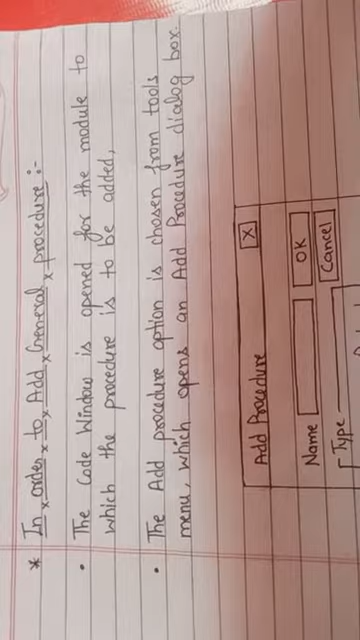 * In order to Add General procedure :-
• The Code Window is opened for the module to
which the procedure is to be added,
• The Add procedure option is chosen from tools
menu, which opens an Add Procedure dialog box.
Add Procedure X
Name OK
Cancel
Type